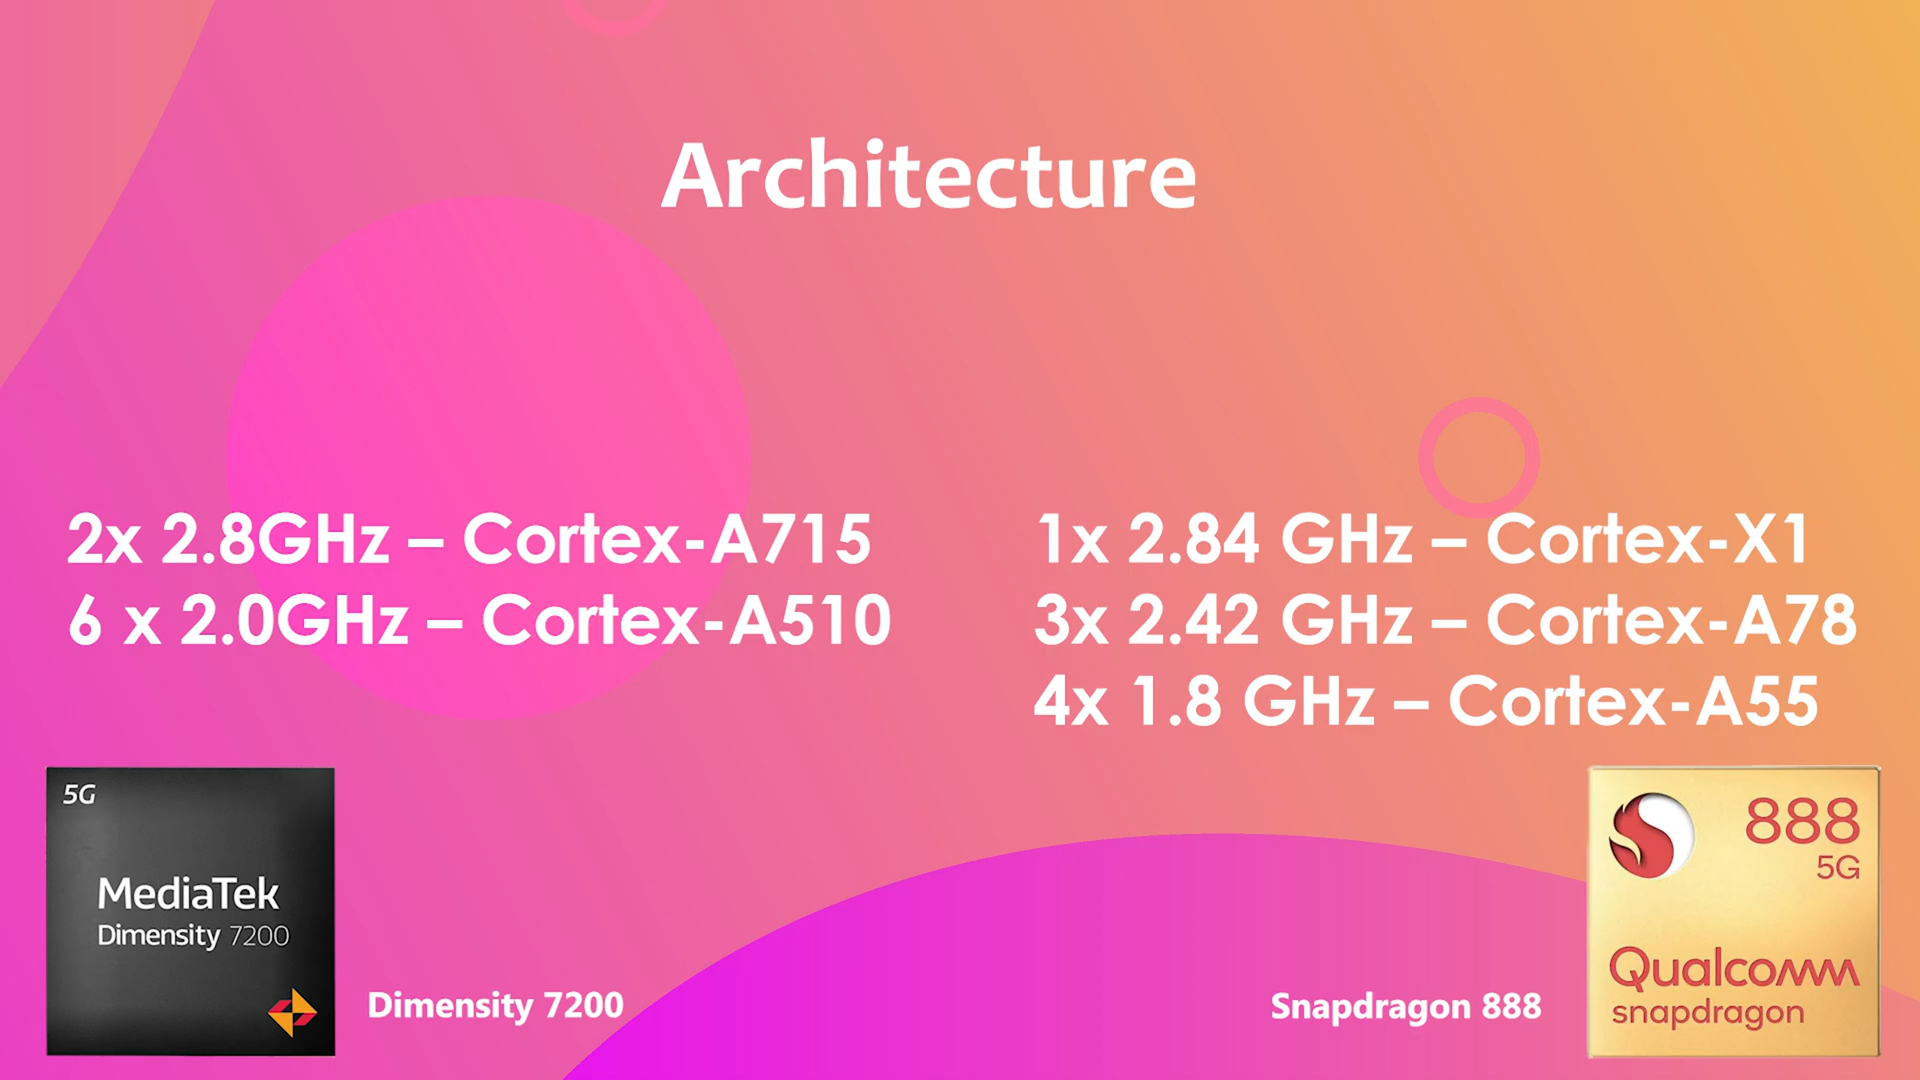 Architecture
2x 2.8GHz – Cortex-A715
6 x 2.0GHz – Cortex-A510
1x 2.84 GHz – Cortex-X1
3x 2.42 GHz – Cortex-A78
4x 1.8 GHz – Cortex-A55
5G
MediaTek
Dimensity 7200
Dimensity 7200
Snapdragon 888
888
5G
Qualcomm
snapdragon